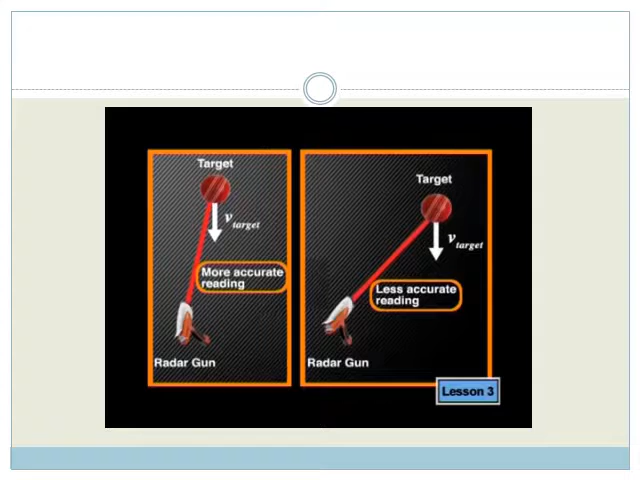 Target
v target
More accurate
reading
Radar Gun
Target
v target
Less accurate
reading
Radar Gun
Lesson 3